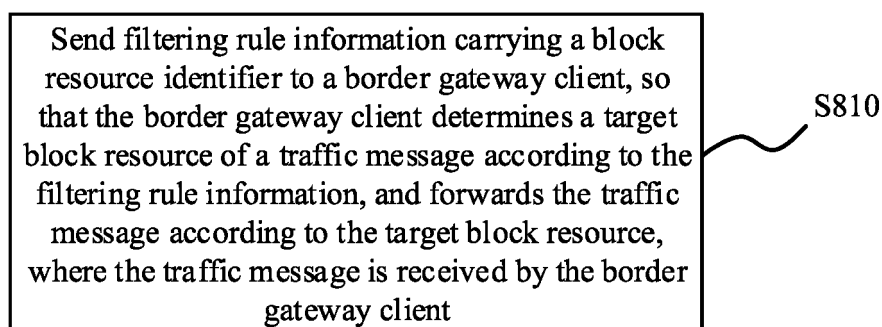 Send filtering rule information carrying a block
resource identifier to a border gateway client, so
that the border gateway client determines a target
block resource of a traffic message according to the
filtering rule information, and forwards the traffic
message according to the target block resource,
where the traffic message is received by the border
gateway client
S810